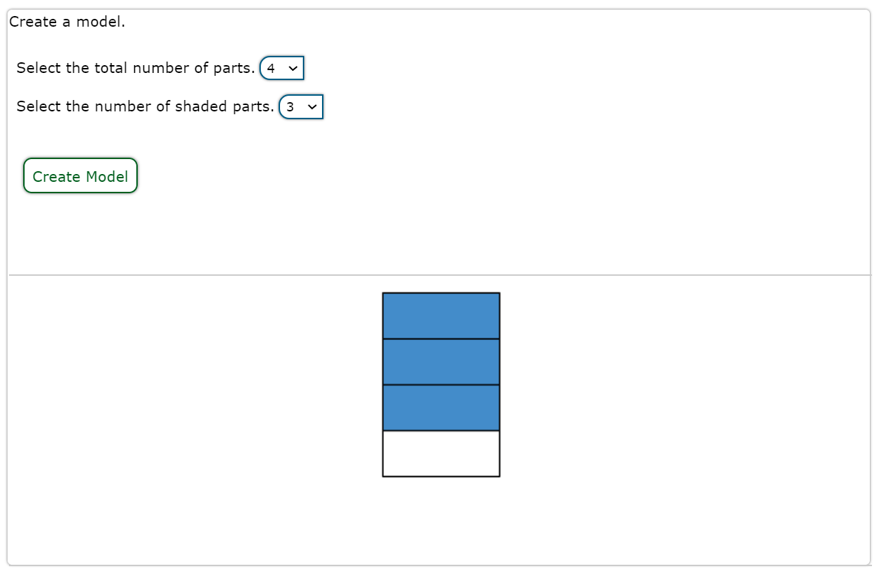 Create a model.
Select the total number of parts. 4
Select the number of shaded parts. 3
Create Model